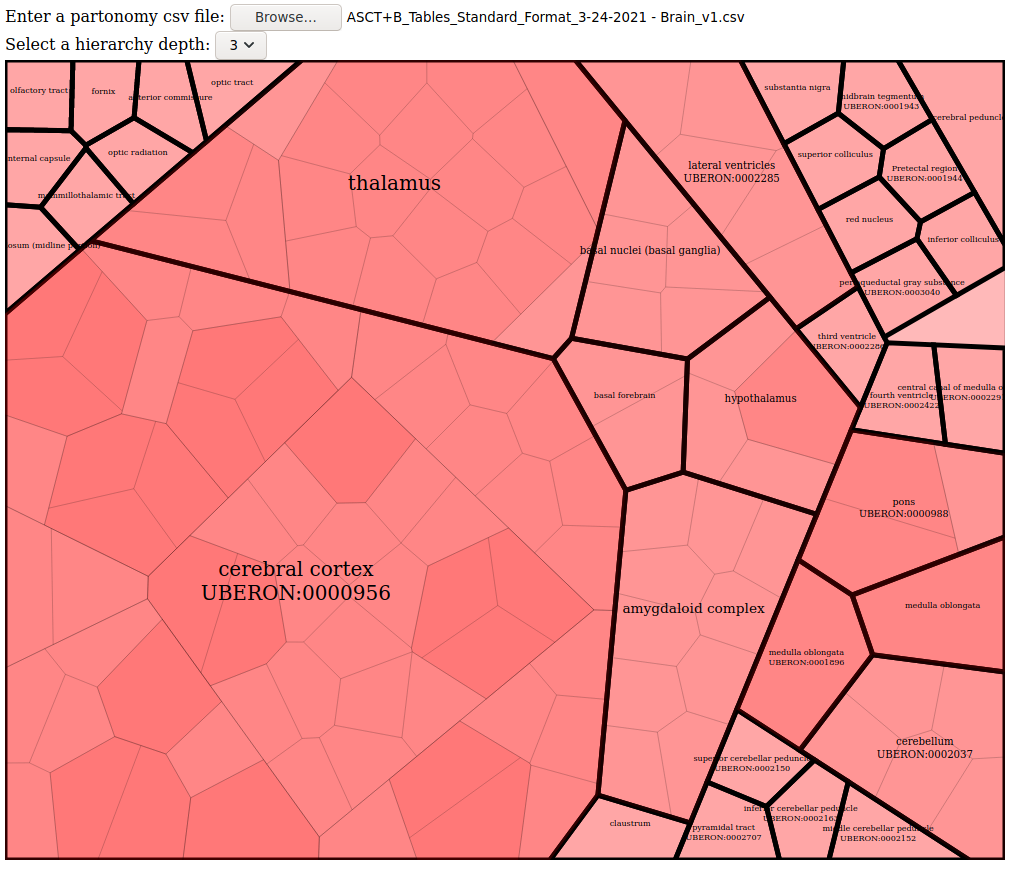 Enter a partonomy csv file: Browse... ASCT+B_Tables_Standard_Format_3-24-2021 - Brain_v1.csv
Select a hierarchy depth: 3
olfactory tract
fornix
anterior commissure
optic tract
nternal capsule
optic radiation
mammillothalamic tract
thalamus
lateral ventricles
UBERON:0002285
basal nuclei (basal ganglia)
substantia nigra
midbrain tegmentum
UBERON:0001943
cerebral peduncle
superior colliculus
Pretectal region
UBERON:0001944
red nucleus
inferior colliculus
periaqueductal gray substance
UBERON:0003040
third ventricle
UBERON:0002286
fourth ventricle
UBERON:0002422
central canal of medulla o
UBERON:000229
basal forebrain
hypothalamus
pons
UBERON:0000988
cerebral cortex
UBERON:0000956
amygdaloid complex
medulla oblongata
medulla oblongata
UBERON:0001896
cerebellum
UBERON:0002037
superior cerebellar peduncle
UBERON:0002150
inferior cerebellar peduncle
UBERON:0002163
middle cerebellar peduncle
UBERON:0002152
claustrum
pyramidal tract
UBERON:0002707
osum (midline portion)